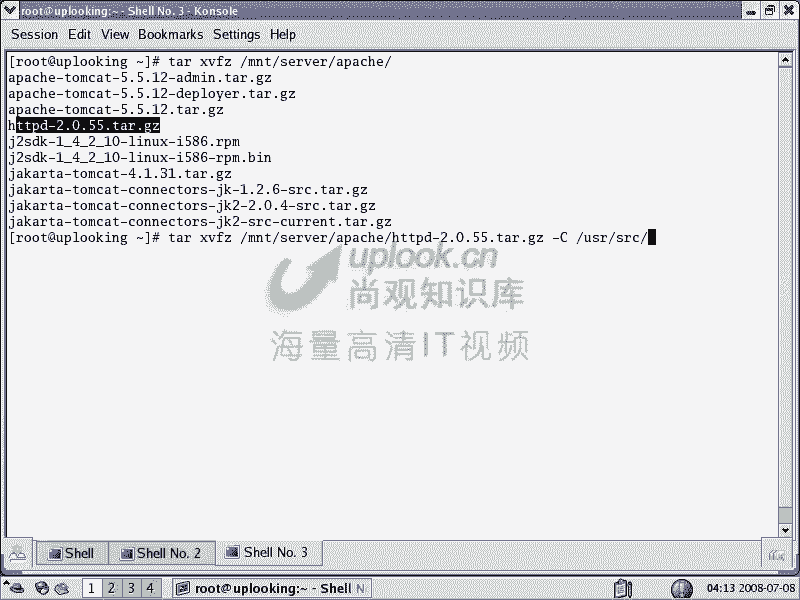 root@uplooking:~ - Shell No. 3 - Konsole
Session Edit View Bookmarks Settings Help
[root@uplooking ~]# tar xvfz /mnt/server/apache/
apache-tomcat-5.5.12-admin.tar.gz
apache-tomcat-5.5.12-deployer.tar.gz
apache-tomcat-5.5.12.tar.gz
httpd-2.0.55.tar.gz
j2sdk-1_4_2_10-linux-i586.rpm
j2sdk-1_4_2_10-linux-i586-rpm.bin
jakarta-tomcat-4.1.31.tar.gz
jakarta-tomcat-connectors-jk-1.2.6-src.tar.gz
jakarta-tomcat-connectors-jk2-2.0.4-src.tar.gz
jakarta-tomcat-connectors-jk2-src-current.tar.gz
[root@uplooking ~]# tar xvfz /mnt/server/apache/httpd-2.0.55.tar.gz -C /usr/src/
uplook.cn
尚观知识库
海量高清IT视频
Shell Shell No. 2 Shell No. 3
1 2 3 4 root@uplooking:~ - Shell N 04:13 2008-07-08